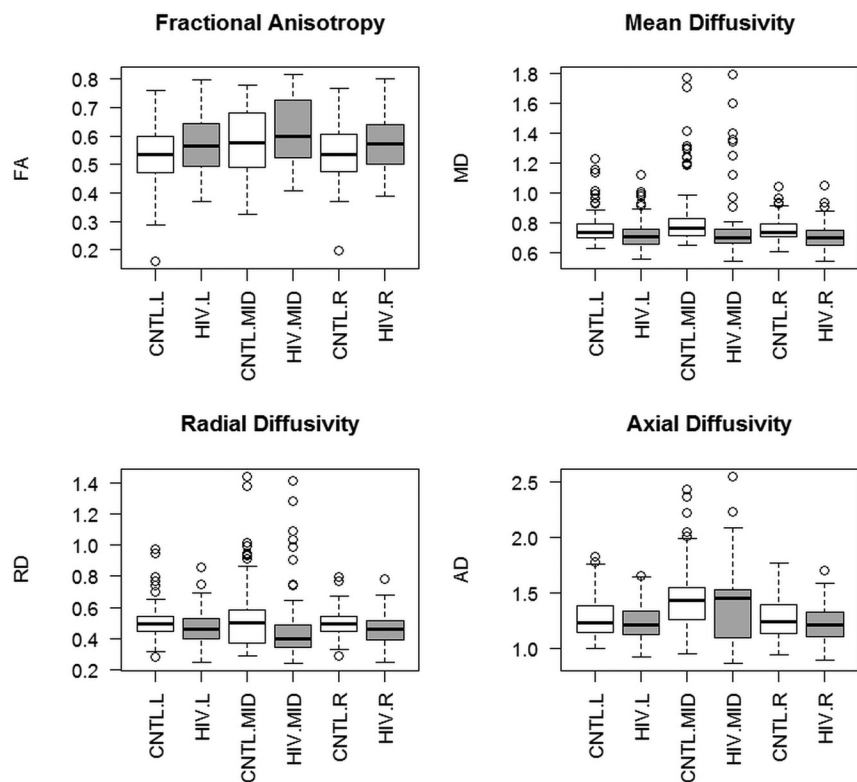 Fractional Anisotropy
FA
0.8
0.7
0.6
0.5
0.4
0.3
0.2
CNTL.L
HIV.L
CNTL.MID
HIV.MID
CNTL.R
HIV.R
Mean Diffusivity
MD
1.8
1.6
1.4
1.2
1.0
0.8
0.6
CNTL.L
HIV.L
CNTL.MID
HIV.MID
CNTL.R
HIV.R
Radial Diffusivity
RD
1.4
1.2
1.0
0.8
0.6
0.4
0.2
CNTL.L
HIV.L
CNTL.MID
HIV.MID
CNTL.R
HIV.R
Axial Diffusivity
AD
2.5
2.0
1.5
1.0
CNTL.L
HIV.L
CNTL.MID
HIV.MID
CNTL.R
HIV.R